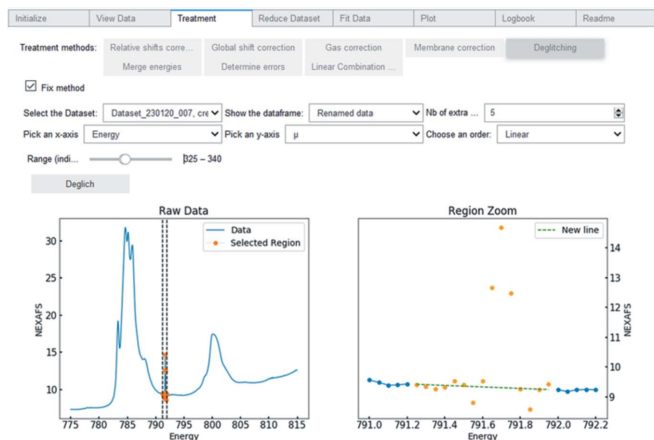 Initialize View Data Treatment Reduce Dataset Fit Data Plot Logbook Readme
Treatment methods: Relative shifts corre... Global shift correction Gas correction Membrane correction Deglitching
Merge energies Determine errors Linear Combination ...
Fix method
Select the Dataset: Dataset_230120_007, cre Show the dataframe: Renamed data Nb of extra ... 5
Pick an x-axis Energy Pick an y-axis μ Choose an order: Linear
Range (indi... 325 – 340
Deglich
Raw Data Region Zoom
Data
Selected Region
New line
30
25
20
15
10
NEXAFS
775 780 785 790 795 800 805 810 815
Energy
14
13
12
11
10
9
NEXAFS
791.0 791.2 791.4 791.6 791.8 792.0 792.2
Energy